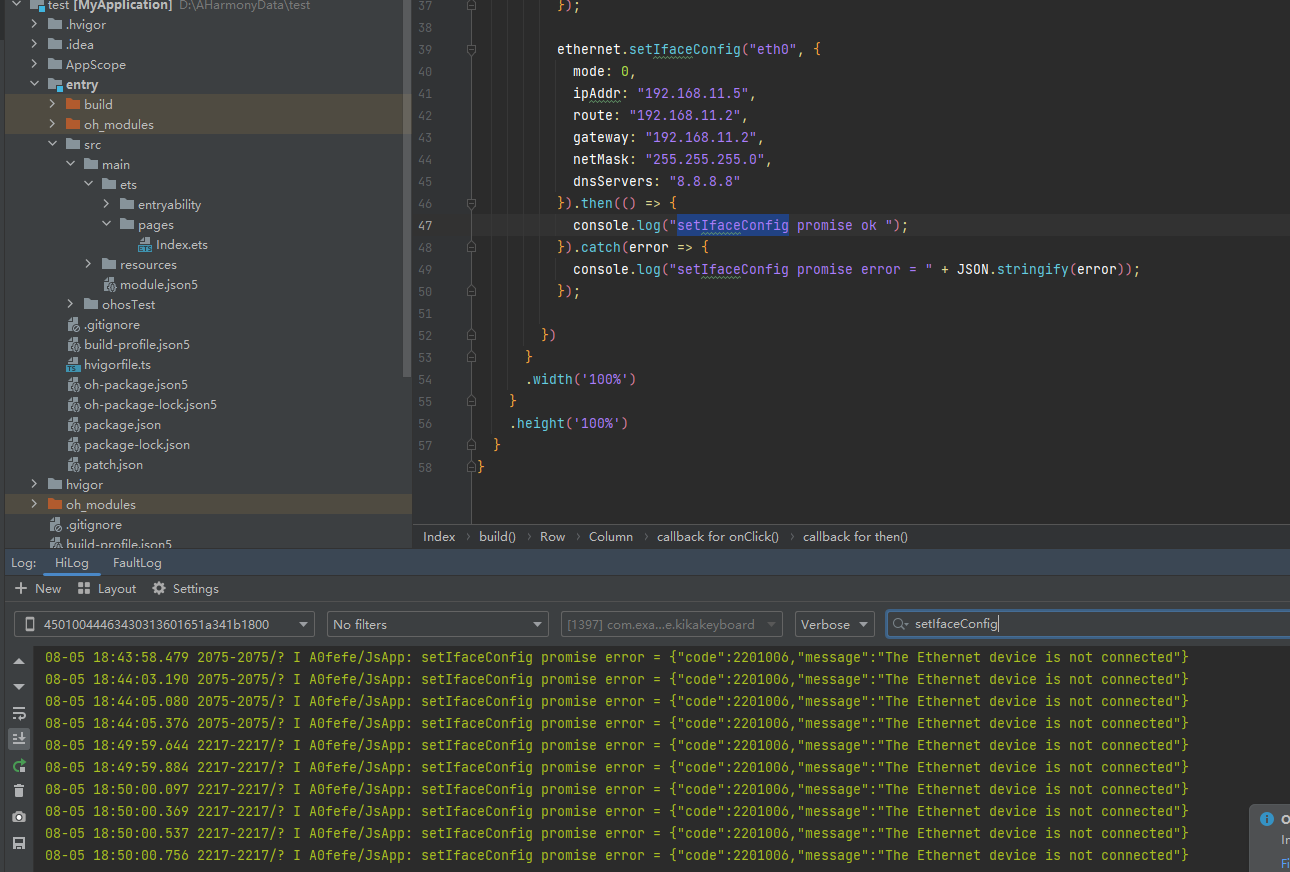 test [MyApplication] D:\AHarmonyData\test
.hvigor
.idea
AppScope
entry
build
oh_modules
src
main
ets
entryability
pages
Index.ets
resources
module.json5
ohosTest
.gitignore
build-profile.json5
hvigorfile.ts
oh-package.json5
oh-package-lock.json5
package.json
package-lock.json
patch.json
hvigor
oh_modules
.gitignore
build-profile.json5
37 });
38
39 ethernet.setIfaceConfig("eth0", {
40 mode: 0,
41 ipAddr: "192.168.11.5",
42 route: "192.168.11.2",
43 gateway: "192.168.11.2",
44 netMask: "255.255.255.0",
45 dnsServers: "8.8.8.8"
46 }).then(() => {
47 console.log("setIfaceConfig promise ok ");
48 }).catch(error => {
49 console.log("setIfaceConfig promise error = " + JSON.stringify(error));
50 });
51
52 })
53 }
54 .width('100%')
55 }
56 .height('100%')
57 }
58 }
Index build() Row Column callback for onClick() callback for then()
Log: HiLog FaultLog
New Layout Settings
45010044463430313601651a341b1800 No filters [1397] com.exa...e.kikakeyboard Verbose setIfaceConfig
08-05 18:43:58.479 2075-2075/? I A0fefe/JsApp: setIfaceConfig promise error = {"code":2201006,"message":"The Ethernet device is not connected"}
08-05 18:44:03.190 2075-2075/? I A0fefe/JsApp: setIfaceConfig promise error = {"code":2201006,"message":"The Ethernet device is not connected"}
08-05 18:44:05.080 2075-2075/? I A0fefe/JsApp: setIfaceConfig promise error = {"code":2201006,"message":"The Ethernet device is not connected"}
08-05 18:44:05.376 2075-2075/? I A0fefe/JsApp: setIfaceConfig promise error = {"code":2201006,"message":"The Ethernet device is not connected"}
08-05 18:49:59.644 2217-2217/? I A0fefe/JsApp: setIfaceConfig promise error = {"code":2201006,"message":"The Ethernet device is not connected"}
08-05 18:49:59.884 2217-2217/? I A0fefe/JsApp: setIfaceConfig promise error = {"code":2201006,"message":"The Ethernet device is not connected"}
08-05 18:50:00.097 2217-2217/? I A0fefe/JsApp: setIfaceConfig promise error = {"code":2201006,"message":"The Ethernet device is not connected"}
08-05 18:50:00.369 2217-2217/? I A0fefe/JsApp: setIfaceConfig promise error = {"code":2201006,"message":"The Ethernet device is not connected"}
08-05 18:50:00.537 2217-2217/? I A0fefe/JsApp: setIfaceConfig promise error = {"code":2201006,"message":"The Ethernet device is not connected"}
08-05 18:50:00.756 2217-2217/? I A0fefe/JsApp: setIfaceConfig promise error = {"code":2201006,"message":"The Ethernet device is not connected"}